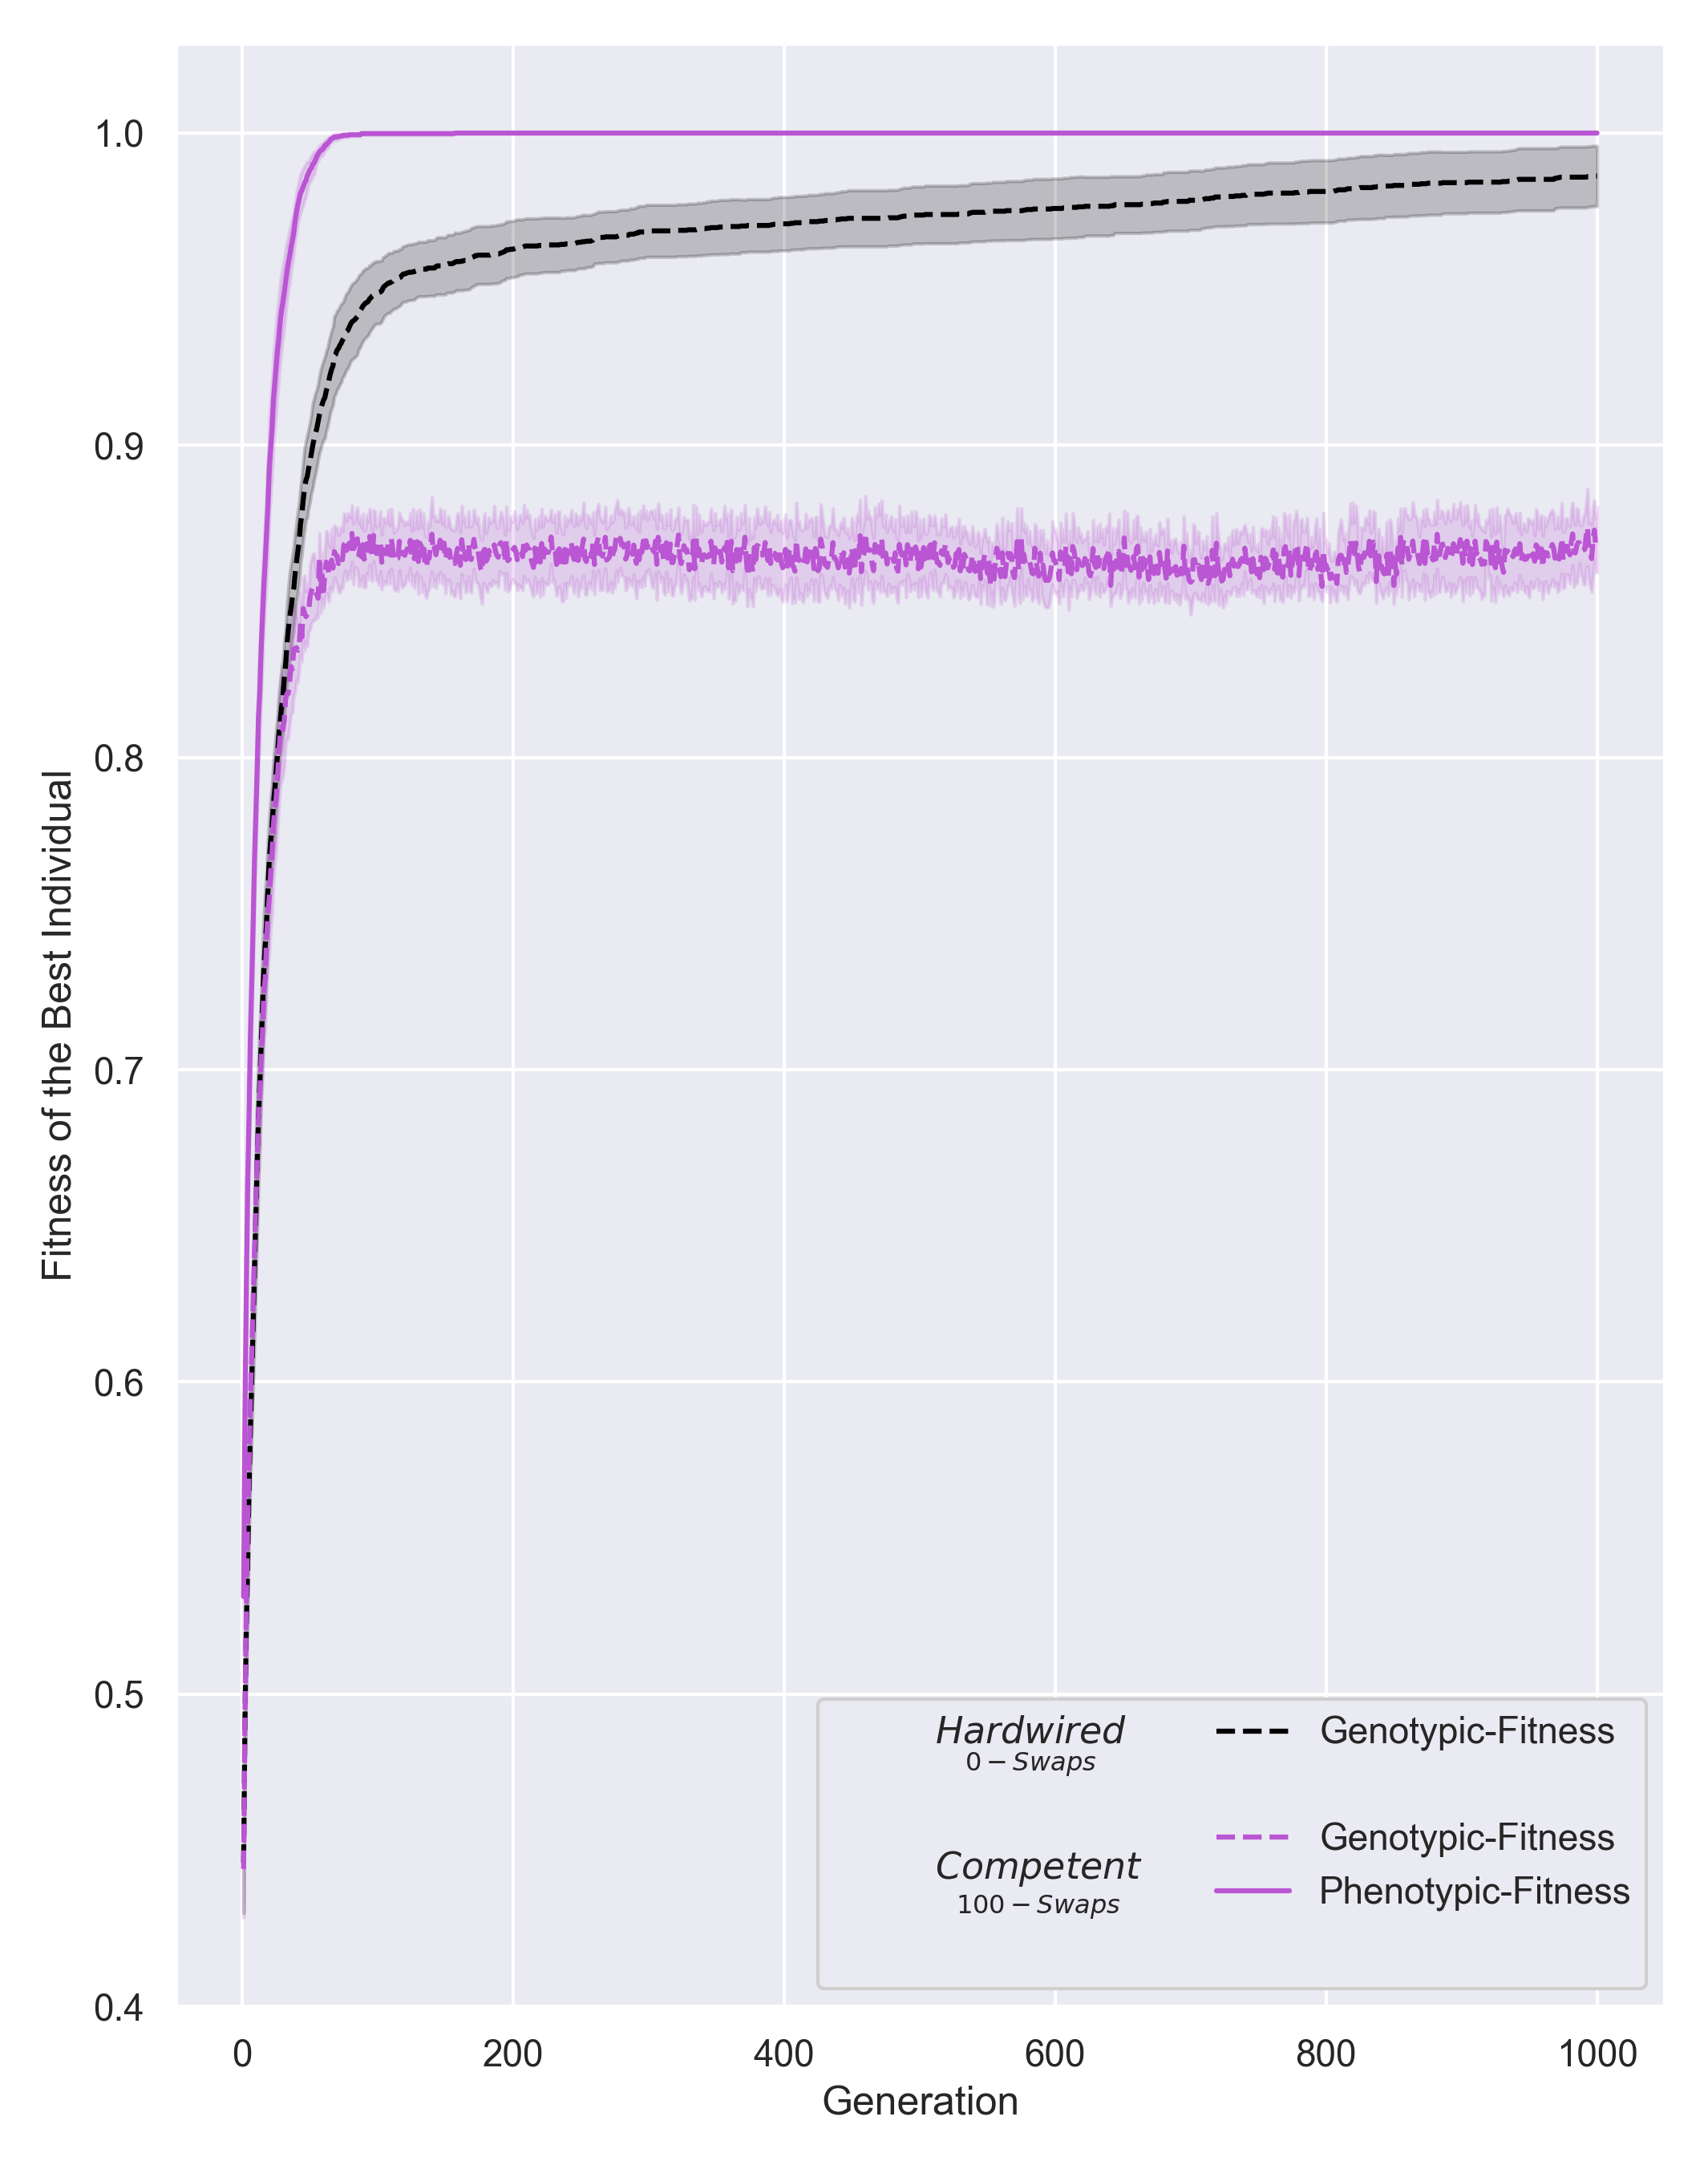 1.0
0.9
0.8
0.7
0.6
0.5
0.4
Fitness of the Best Individual
Hardwired
0 − Swaps
Genotypic-Fitness
Competent
100 − Swaps
Genotypic-Fitness
Phenotypic-Fitness
0 200 400 600 800 1000
Generation